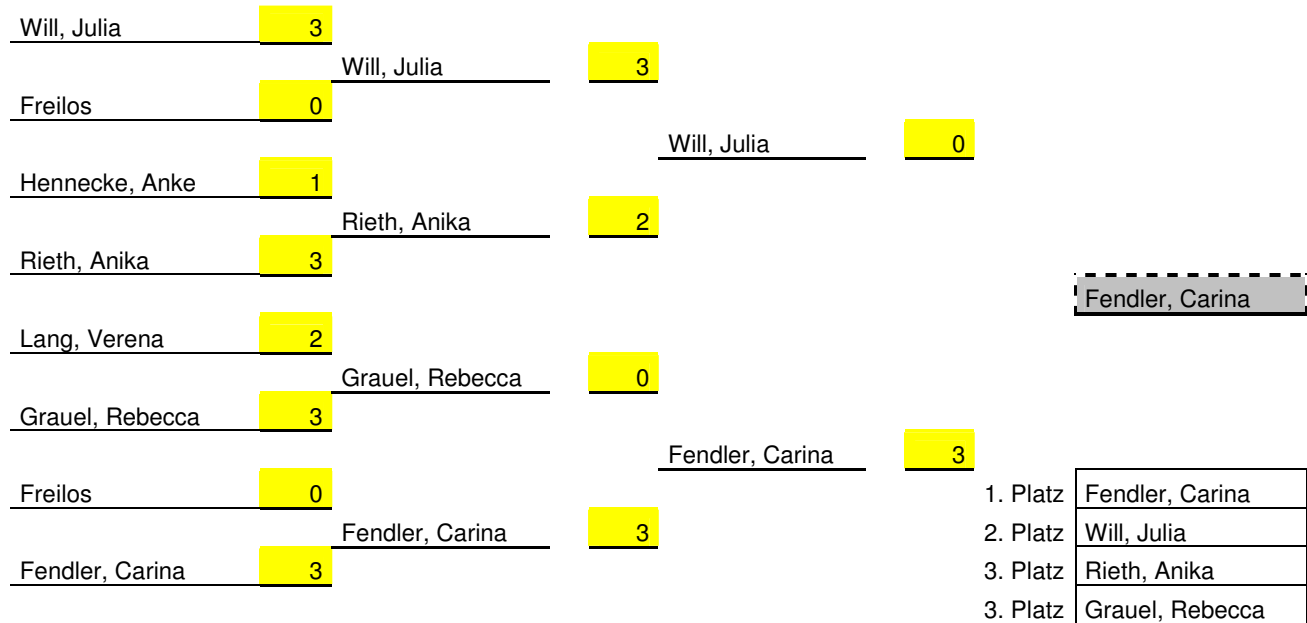 Will, Julia 3
Will, Julia 3
Freilos 0
Will, Julia 0
Hennecke, Anke 1
Rieth, Anika 2
Rieth, Anika 3
Fendler, Carina
Lang, Verena 2
Grauel, Rebecca 0
Grauel, Rebecca 3
Fendler, Carina 3
Freilos 0
1. Platz Fendler, Carina
Fendler, Carina 3
2. Platz Will, Julia
Fendler, Carina 3
3. Platz Rieth, Anika
3. Platz Grauel, Rebecca